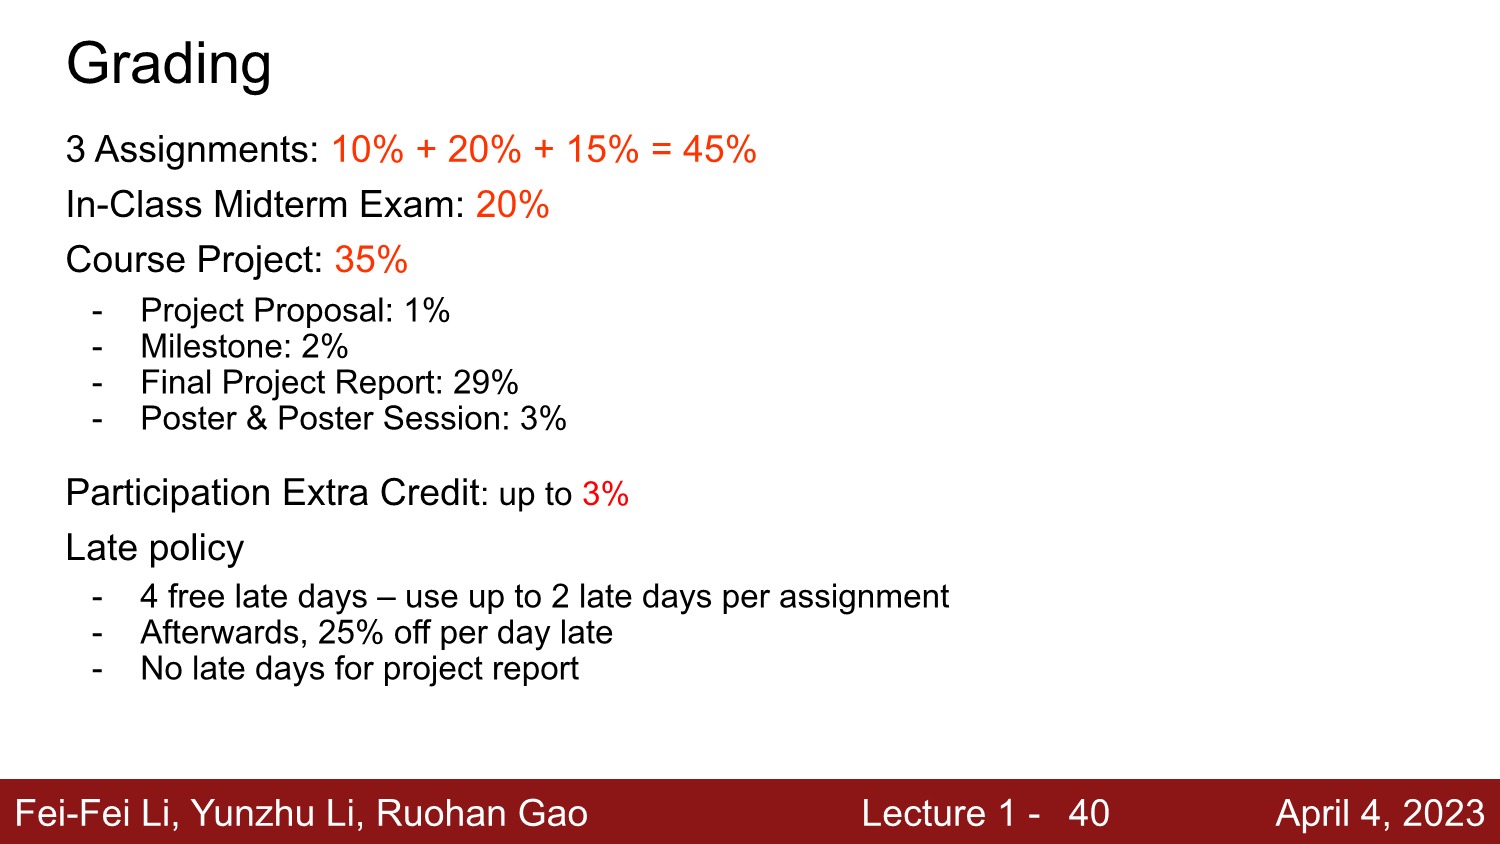 Grading
3 Assignments: 10% + 20% + 15% = 45%
In-Class Midterm Exam: 20%
Course Project: 35%
- Project Proposal: 1%
- Milestone: 2%
- Final Project Report: 29%
- Poster & Poster Session: 3%
Participation Extra Credit: up to 3%
Late policy
- 4 free late days – use up to 2 late days per assignment
- Afterwards, 25% off per day late
- No late days for project report
Fei-Fei Li, Yunzhu Li, Ruohan Gao Lecture 1 - 40 April 4, 2023